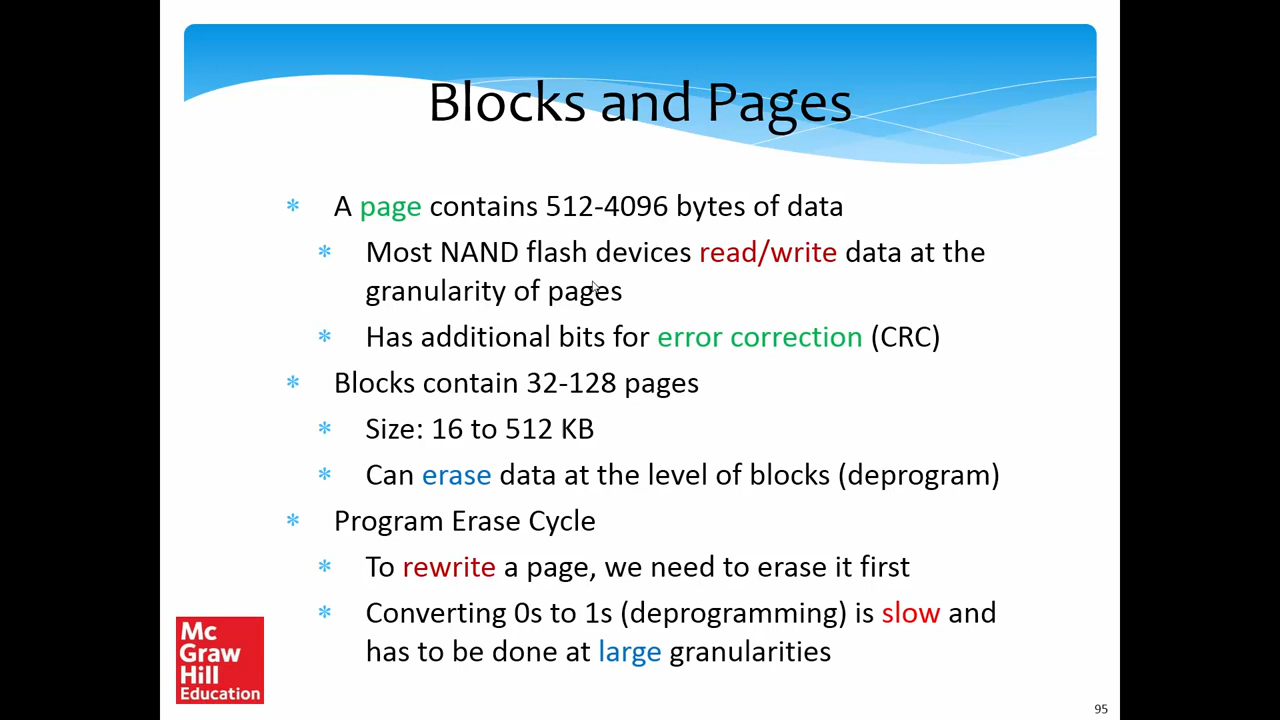 Blocks and Pages
* A page contains 512-4096 bytes of data
* Most NAND flash devices read/write data at the
granularity of pages
* Has additional bits for error correction (CRC)
* Blocks contain 32-128 pages
* Size: 16 to 512 KB
* Can erase data at the level of blocks (deprogram)
* Program Erase Cycle
* To rewrite a page, we need to erase it first
* Converting 0s to 1s (deprogramming) is slow and
has to be done at large granularities
Mc
Graw
Hill
Education
95